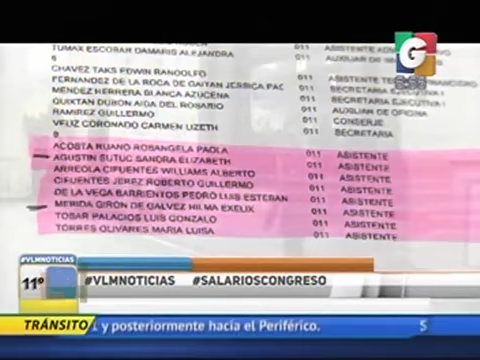 TUMAX ESCOBAR DAMARIS ALEJANDRA 011 ASISTENTE
6 AUXILIAR DE
CHAVEZ TAKS EDWIN RANDOLFO
FERNANDEZ DE LA ROCA DE GAITAN JESSICA PAO 011 ASISTENTE
MENDEZ HERRERA BLANCA AZUCENA 011 SECRETARIA EJECUTIVA I
QUIXTAN DUBON AIDA DEL ROSARIO 011 SECRETARIA EJECUTIVA I
RAMIREZ GUILLERMO 011 AUXILIAR DE OFICINA
VELIZ CORONADO CARMEN LIZETH 011 CONSERJE
011 SECRETARIA
ACOSTA RUANO ROSANGELA PAOLA 011 ASISTENTE
AGUSTIN SUTUC SANDRA ELIZABETH 011 ASISTENTE
ARREOLA CIFUENTES WILLIAMS ALBERTO 011 ASISTENTE
CIFUENTES JEREZ ROBERTO GUILLERMO 011 ASISTENTE
DE LA VEGA BARRIENTOS PEDRO LUIS ESTEBAN 011 ASISTENTE
MERIDA GIRON DE GALVEZ HILMA EXELIX 011 ASISTENTE
TOBAR PALACIOS LUIS GONZALO 011 ASISTENTE
TORRES OLIVARES MARIA LUISA 011 ASISTENTE
G
#VLMNOTICIAS
11º #VLMNOTICIAS #SALARIOSCONGRESO
TRÁNSITO y posteriormente hacia el Periférico. S